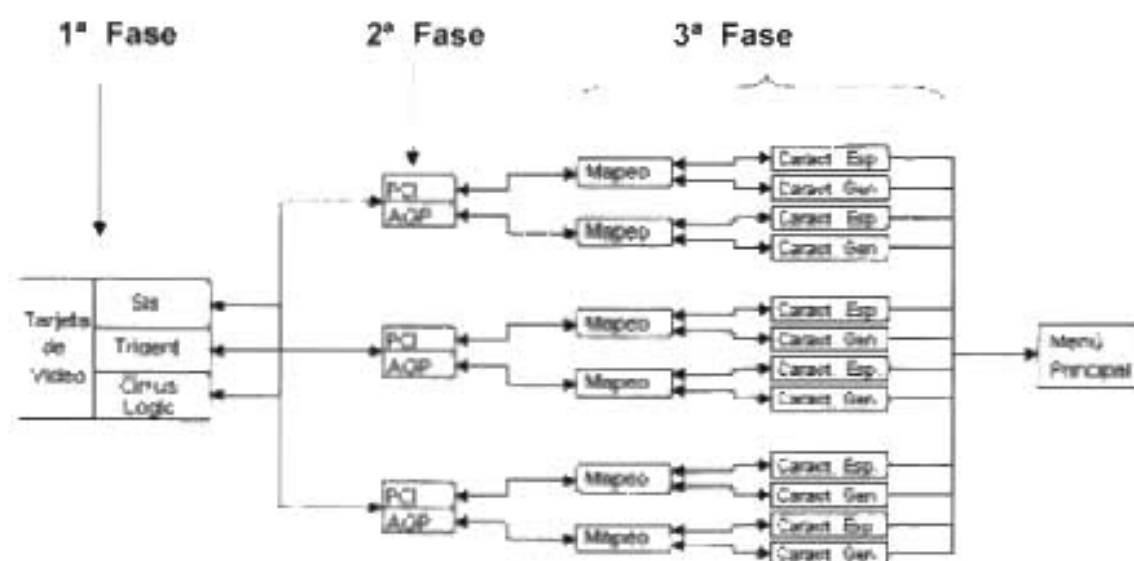 1ª Fase
2ª Fase
3ª Fase
Tarjeta
de
Video
Sis
Trident
Cirrus
Logic
PCI
AGP
Mapeo
Mapeo
Caract Esp
Caract Gen
Caract Esp
Caract Gen
PCI
AGP
Mapeo
Mapeo
Caract Esp
Caract Gen
Caract Esp.
Caract Gen
PCI
AGP
Mapeo
Mapeo
Caract Esp.
Caract Gen
Caract Esp
Caract Gen.
Menú
Principal